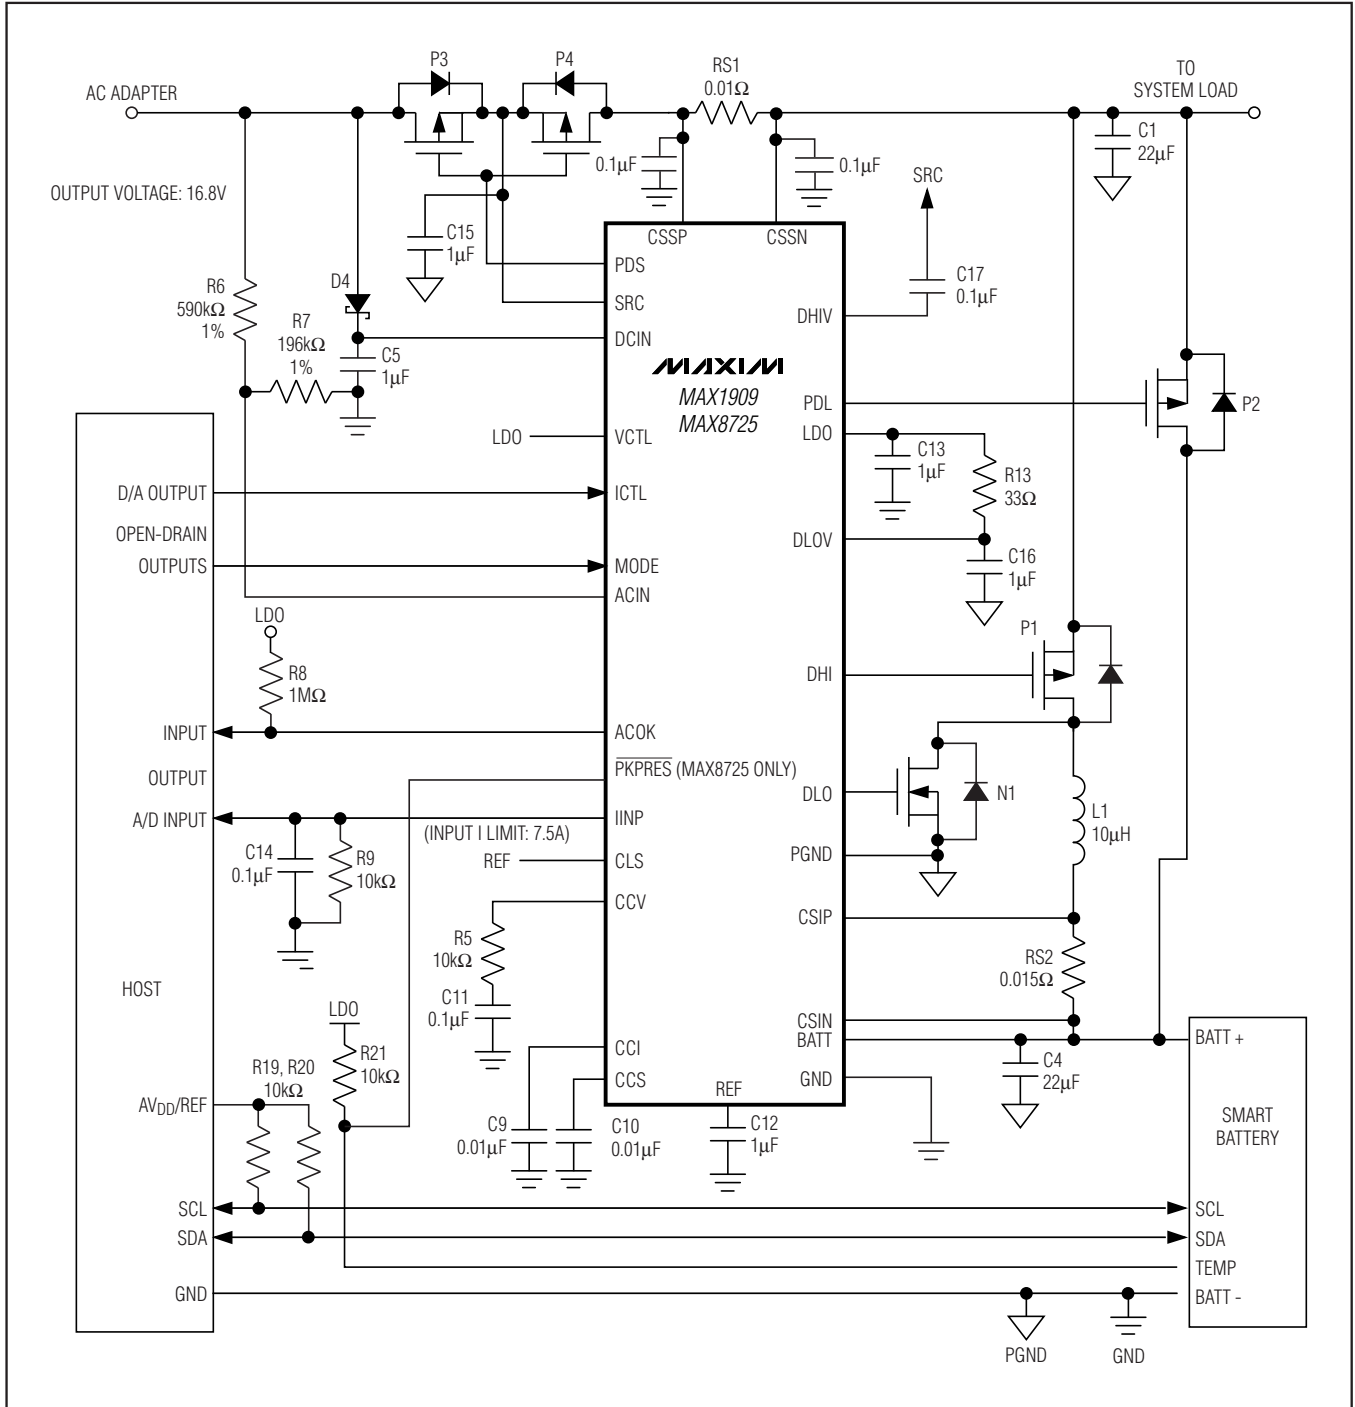 P3
P4
RS1
0.01Ω
TO
SYSTEM LOAD
AC ADAPTER
C1
22μF
0.1μF
0.1μF
OUTPUT VOLTAGE: 16.8V
SRC
C15
1μF
CSSP
CSSN
PDS
C17
0.1μF
D4
R6
590kΩ
1%
SRC
DHIV
R7
196kΩ
1%
DCIN
C5
1μF
MAXIM
MAX1909
MAX8725
PDL
P2
LDO
VCTL
LDO
C13
1μF
R13
33Ω
D/A OUTPUT
ICTL
OPEN-DRAIN
OUTPUTS
DLOV
C16
1μF
MODE
ACIN
LDO
P1
R8
1MΩ
DHI
INPUT
ACOK
OUTPUT
PKPRES (MAX8725 ONLY)
DLO
N1
A/D INPUT
IINP
L1
10μH
(INPUT I LIMIT: 7.5A)
C14
0.1μF
R9
10kΩ
REF
CLS
PGND
CCV
CSIP
R5
10kΩ
RS2
0.015Ω
HOST
C11
0.1μF
LDO
CSIN
BATT
BATT +
R21
10kΩ
CCI
C4
22μF
R19, R20
10kΩ
CCS
GND
REF
AVDD/REF
C9
0.01μF
C10
0.01μF
C12
1μF
SMART
BATTERY
SCL
SCL
SDA
SDA
TEMP
GND
BATT -
PGND
GND